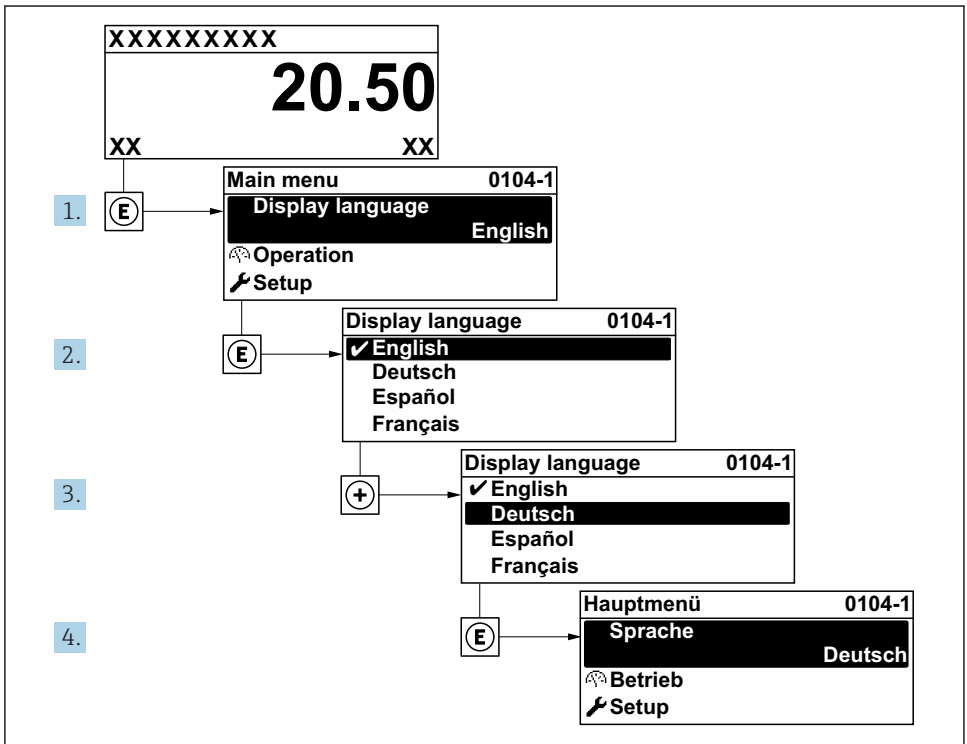 XXXXXXXXX
20.50
XX XX
1. E
Main menu 0104-1
Display language
English
Operation
Setup
2. E
Display language 0104-1
✔ English
Deutsch
Español
Français
3. +
Display language 0104-1
✔ English
Deutsch
Español
Français
4. E
Hauptmenü 0104-1
Sprache
Deutsch
Betrieb
Setup